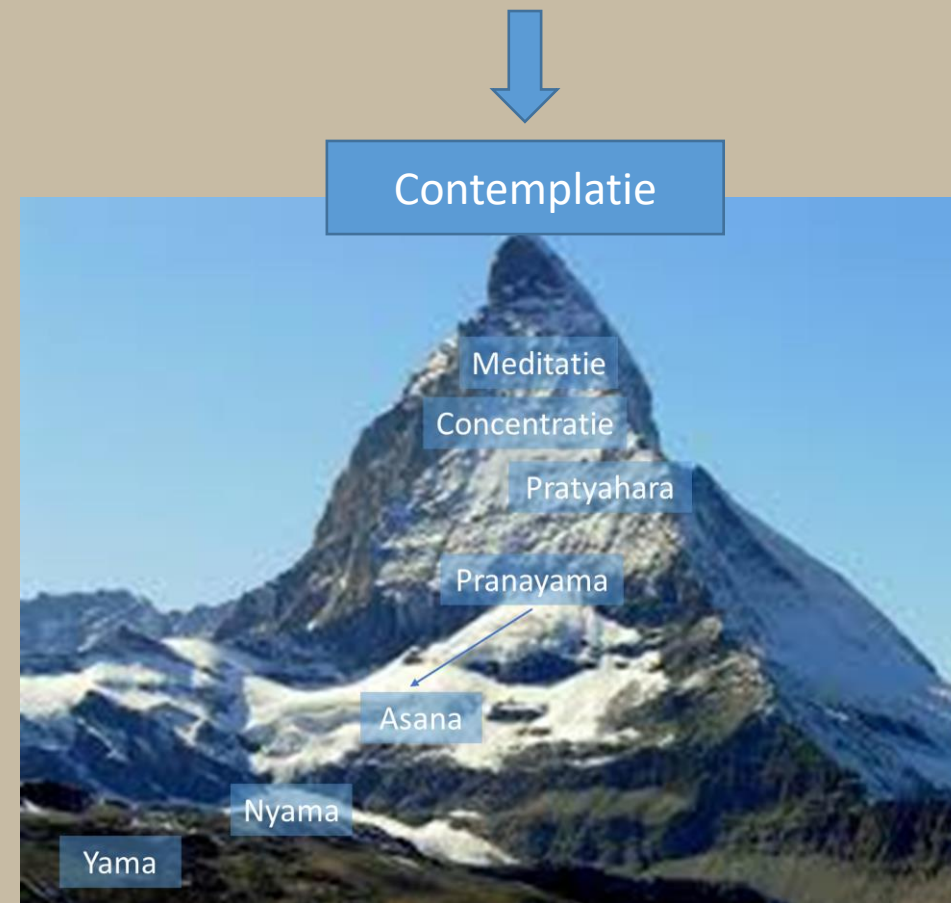 Contemplatie
Meditatie
Concentratie
Pratyahara
Pranayama
Asana
Nyama
Yama